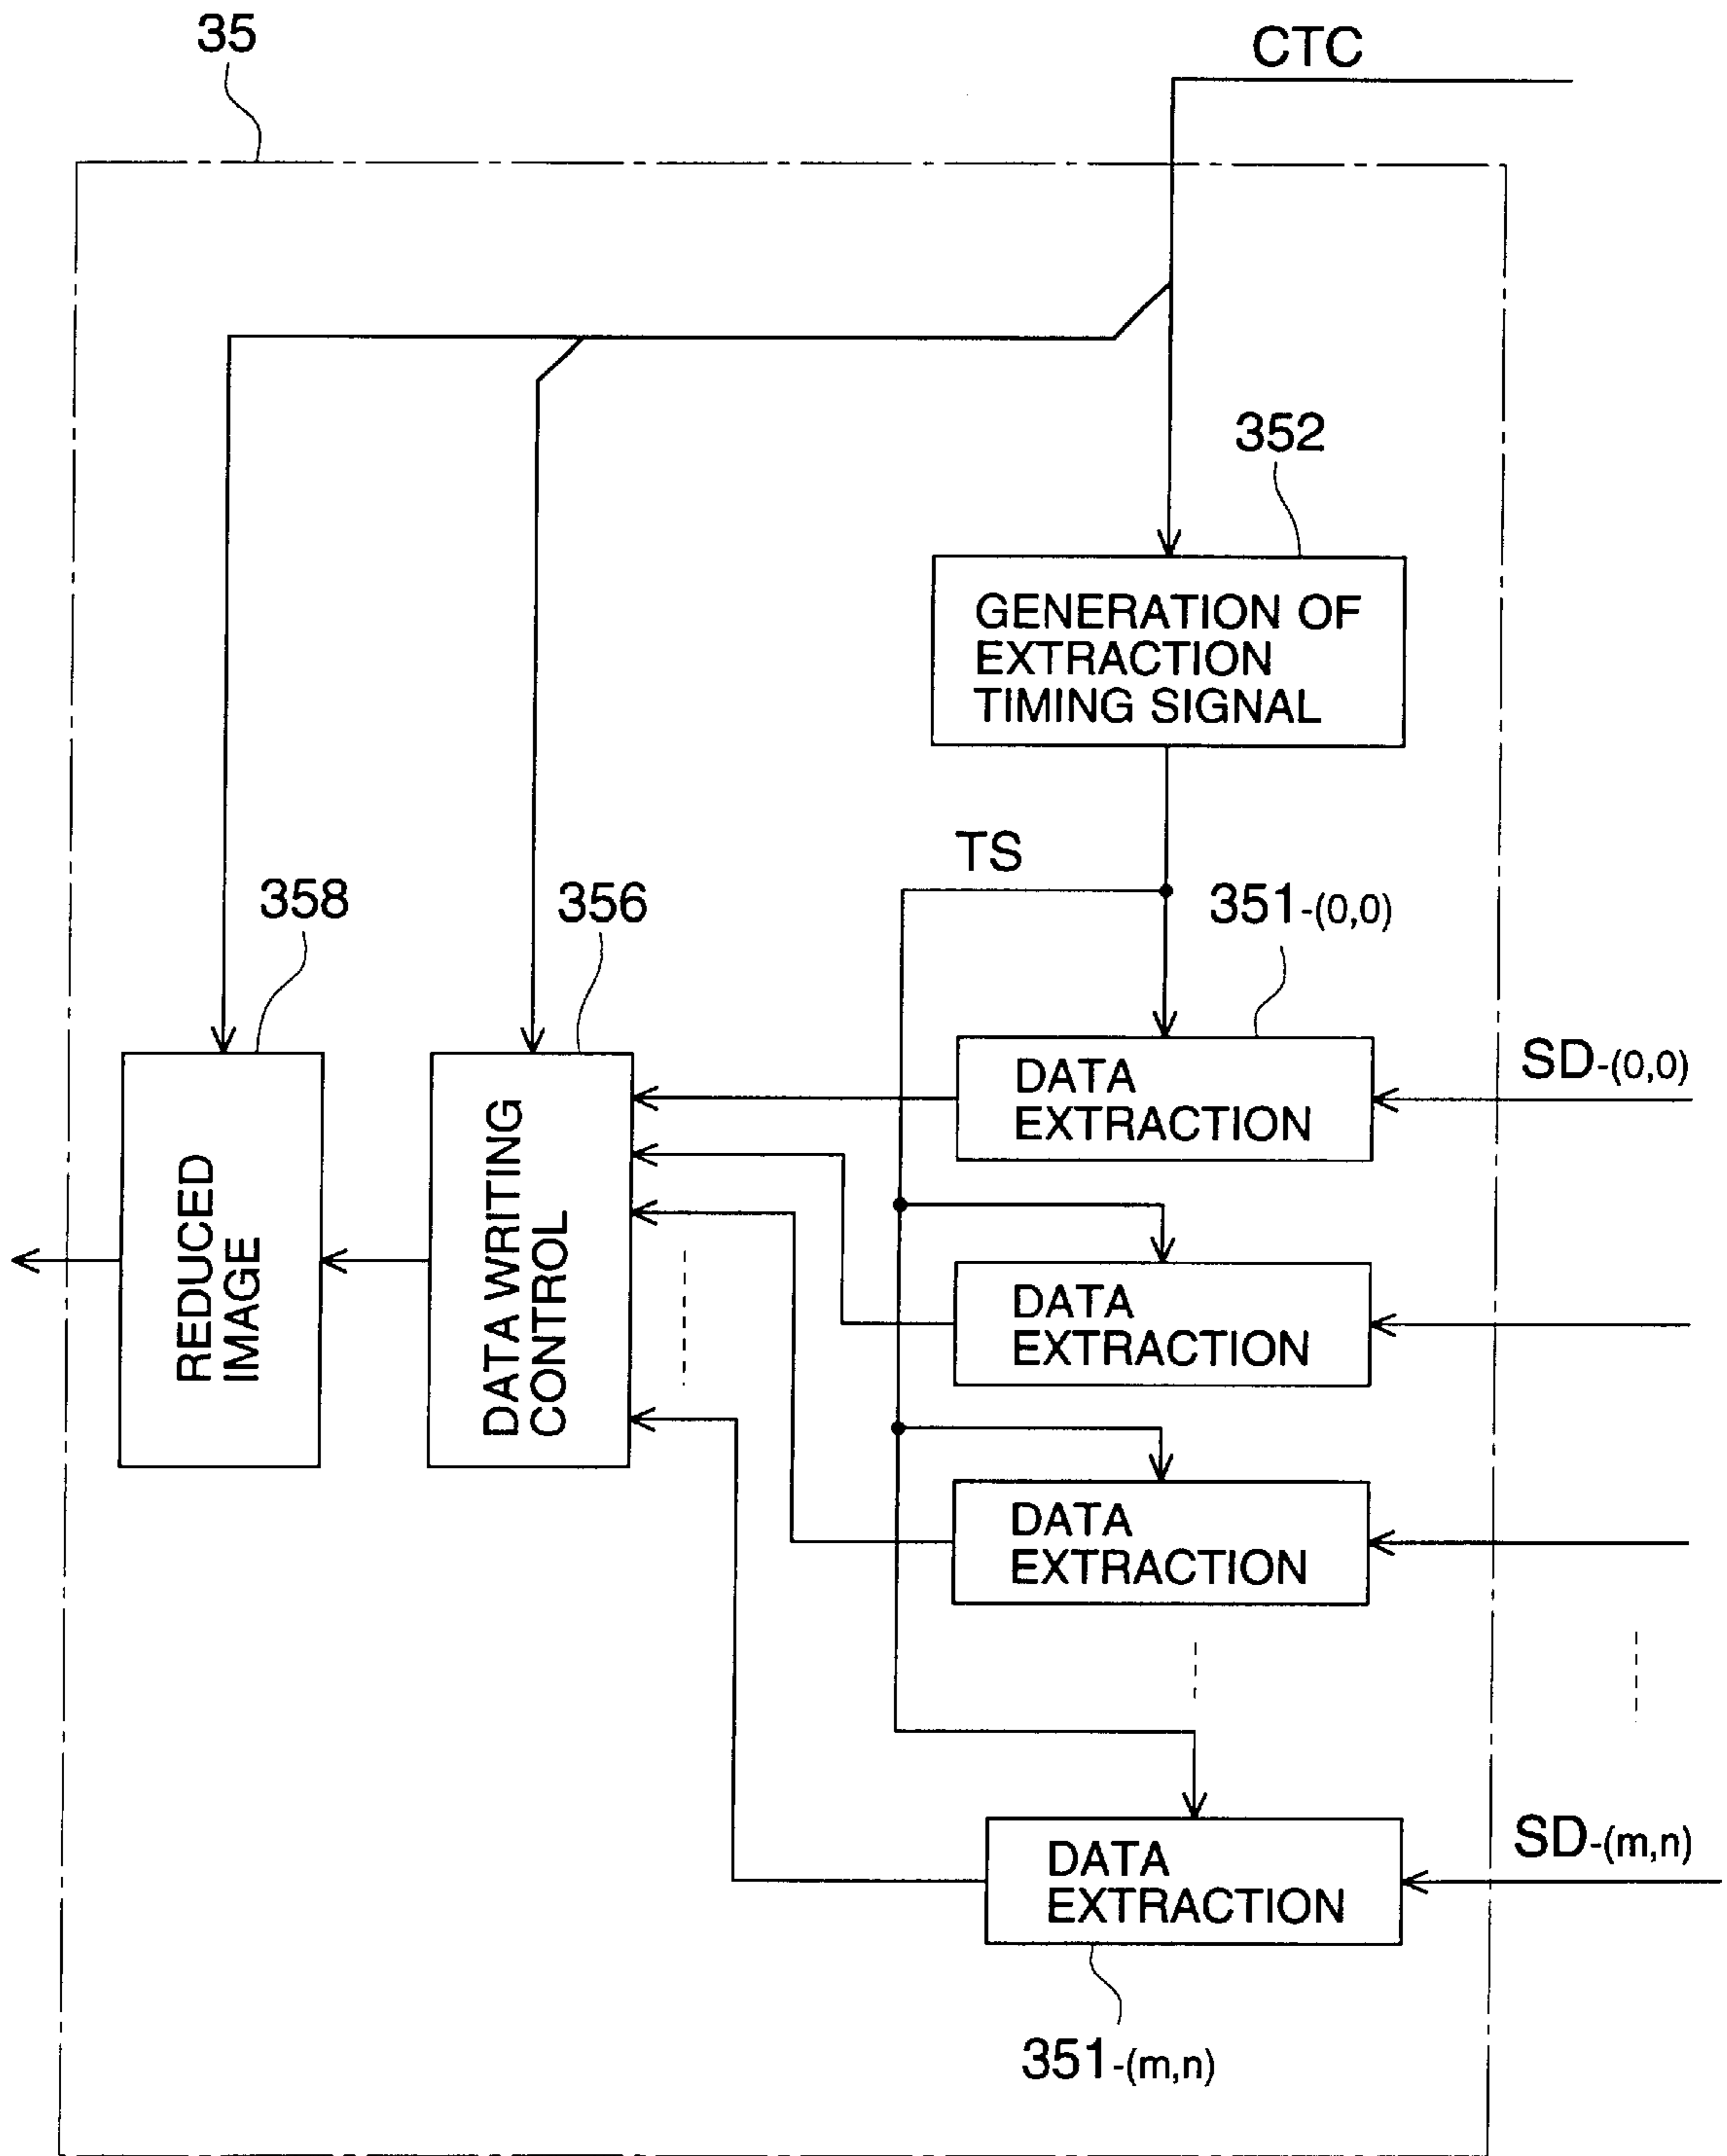 35
CTC
352
GENERATION OF
EXTRACTION
TIMING SIGNAL
TS
358
356
351-(0,0)
REDUCED
IMAGE
DATA WRITING
CONTROL
DATA
EXTRACTION
SD-(0,0)
DATA
EXTRACTION
DATA
EXTRACTION
DATA
EXTRACTION
SD-(m,n)
351-(m,n)